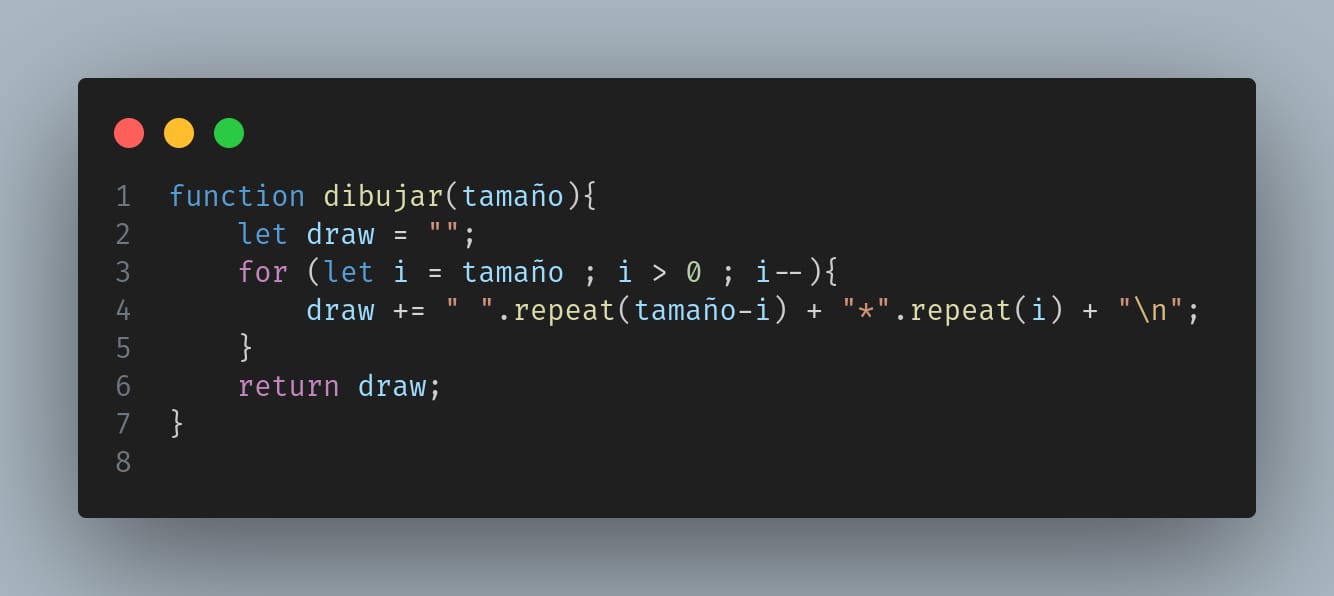 1 function dibujar(tamaño){
2     let draw = "";
3     for (let i = tamaño ; i > 0 ; i--){
4         draw += " ".repeat(tamaño-i) + "*".repeat(i) + "\n";
5     }
6     return draw;
7 }
8